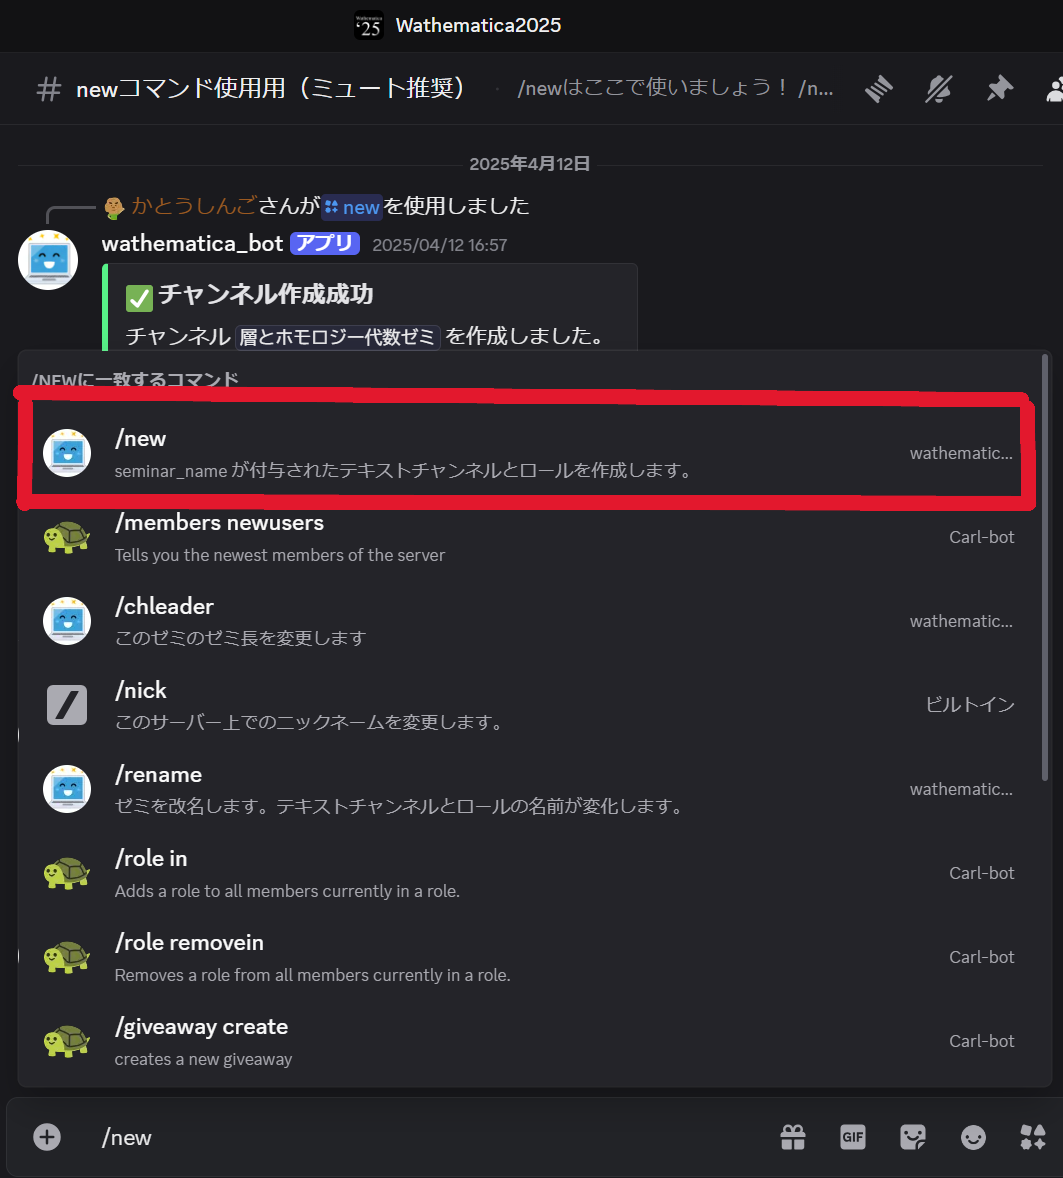 Wathematica '25 Wathematica2025
# newコマンド使用用（ミュート推奨） · /newはここで使いましょう！ /n...
2025年4月12日
かとうしんごさんが new を使用しました
wathematica_bot アプリ 2025/04/12 16:57
✅ チャンネル作成成功
チャンネル 層とホモロジー代数ゼミ を作成しました。
/NEWに一致するコマンド
/new
seminar_name が付与されたテキストチャンネルとロールを作成します。
wathematic...
/members newusers
Tells you the newest members of the server
Carl-bot
/chleader
このゼミのゼミ長を変更します
wathematic...
/nick
このサーバー上でのニックネームを変更します。
ビルトイン
/rename
ゼミを改名します。テキストチャンネルとロールの名前が変化します。
wathematic...
/role in
Adds a role to all members currently in a role.
Carl-bot
/role removein
Removes a role from all members currently in a role.
Carl-bot
/giveaway create
creates a new giveaway
Carl-bot
/new
GIF